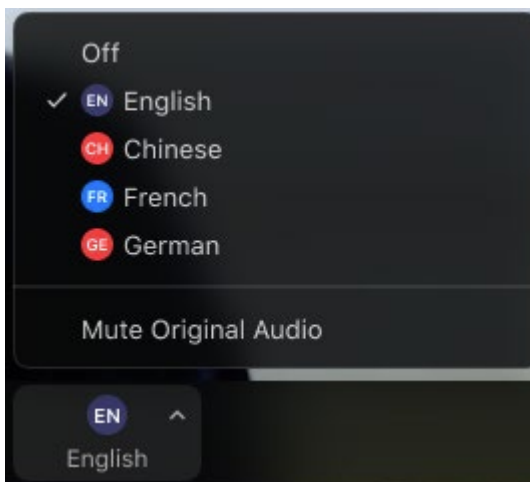 Off
EN English
CH Chinese
FR French
GE German
Mute Original Audio
EN
English